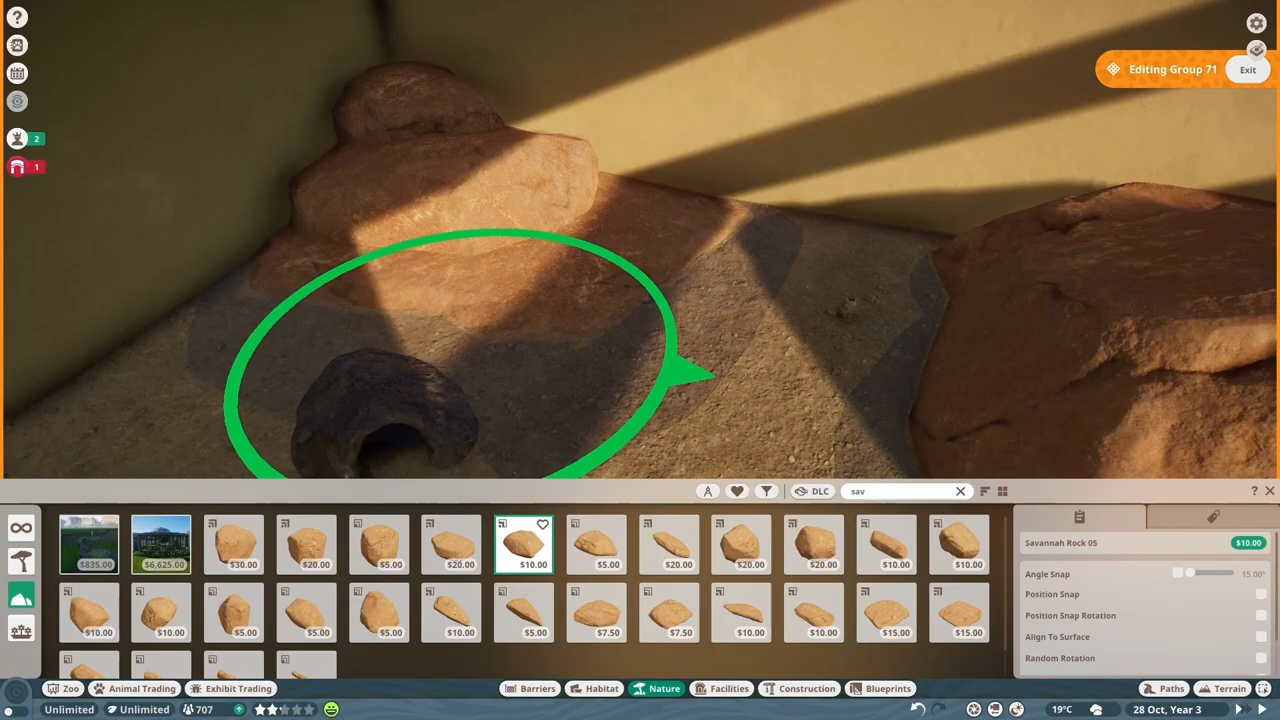 ?
Editing Group 71
Exit
2
1
DLC
sav
?
$835.00
$6,625.00
$30.00
$20.00
$5.00
$20.00
$10.00
$5.00
$20.00
$20.00
$20.00
$10.00
$10.00
Savannah Rock 05
$10.00
Angle Snap
15.00°
Position Snap
Position Snap Rotation
Align To Surface
Random Rotation
$10.00
$10.00
$5.00
$5.00
$5.00
$10.00
$5.00
$7.50
$7.50
$10.00
$10.00
$15.00
$15.00
Zoo
Animal Trading
Exhibit Trading
Barriers
Habitat
Nature
Facilities
Construction
Blueprints
Paths
Terrain
Unlimited
Unlimited
707
19°C
28 Oct, Year 3